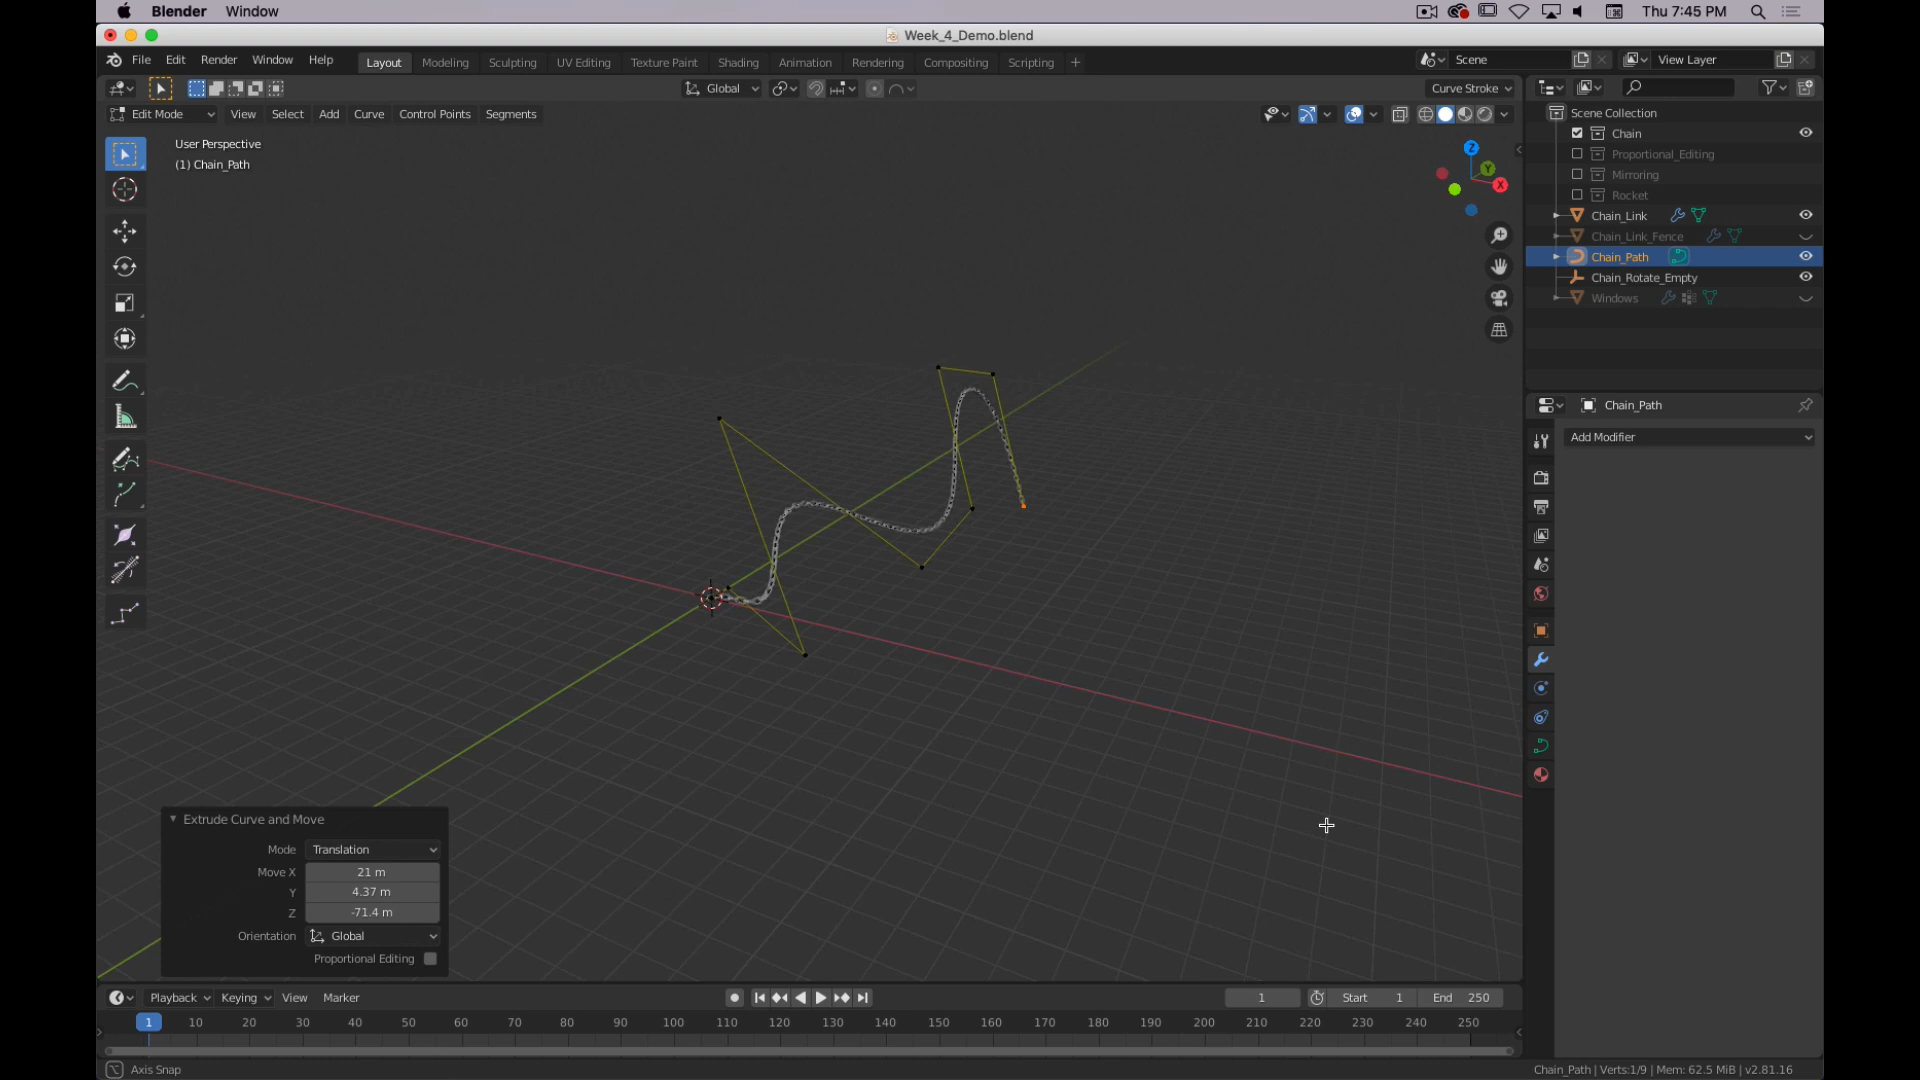 Blender Window
Thu 7:45 PM
Week_4_Demo.blend
File Edit Render Window Help
Layout Modeling Sculpting UV Editing Texture Paint Shading Animation Rendering Compositing Scripting +
Scene
View Layer
Global
Curve Stroke
Edit Mode View Select Add Curve Control Points Segments
User Perspective
(1) Chain_Path
Z
Y
X
Scene Collection
Chain
Proportional_Editing
Mirroring
Rocket
Chain_Link
Chain_Link_Fence
Chain_Path
Chain_Rotate_Empty
Windows
Chain_Path
Add Modifier
Extrude Curve and Move
Mode Translation
Move X 21 m
Y 4.37 m
Z -71.4 m
Orientation Global
Proportional Editing
Playback Keying View Marker
1
Start 1
End 250
1 10 20 30 40 50 60 70 80 90 100 110 120 130 140 150 160 170 180 190 200 210 220 230 240 250
Axis Snap
Chain_Path | Verts:1/9 | Mem: 62.5 MiB | v2.81.16